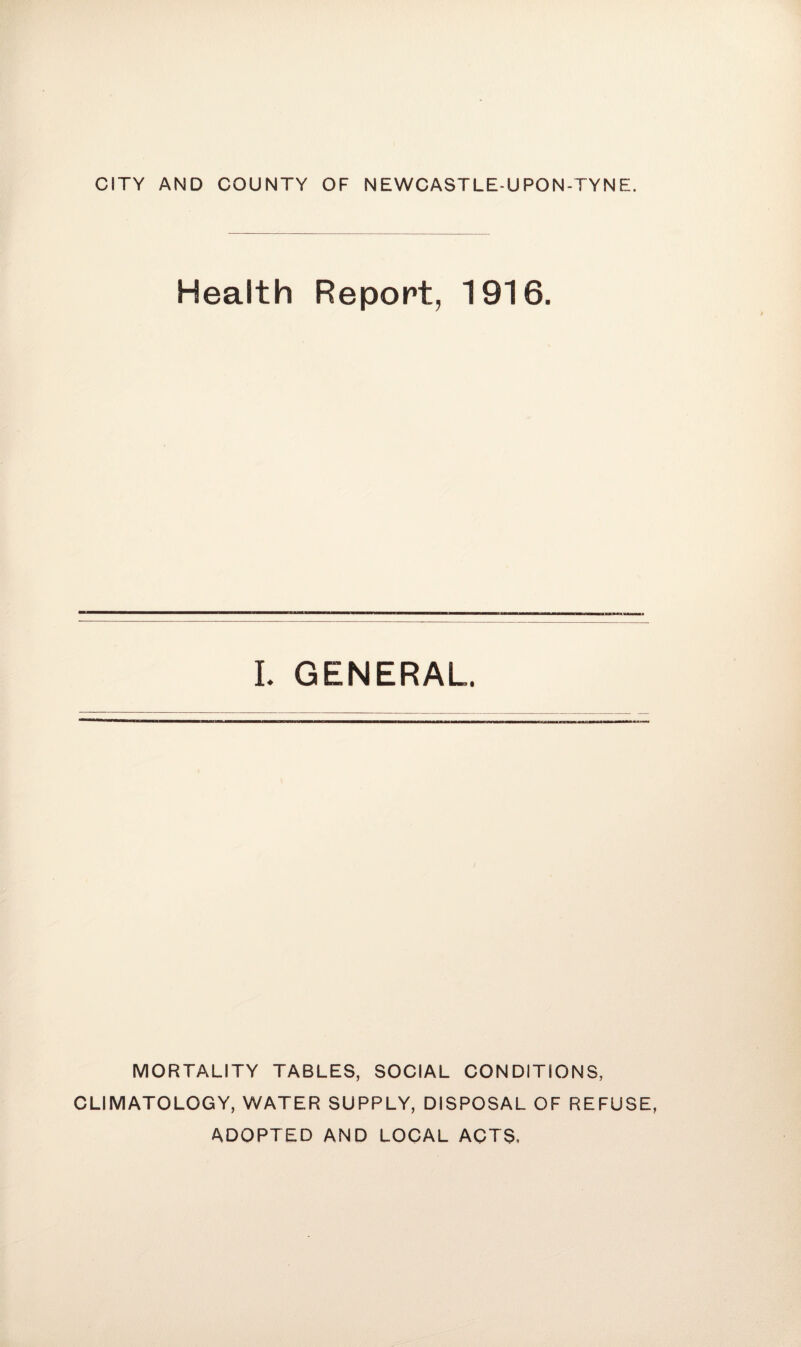 CITY AND COUNTY OF NEWCASTLE-UPON-TYNE.
Health Report, 1916.
I. GENERAL.
MORTALITY TABLES, SOCIAL CONDITIONS,
CLIMATOLOGY, WATER SUPPLY, DISPOSAL OF REFUSE,
ADOPTED AND LOCAL ACTS.